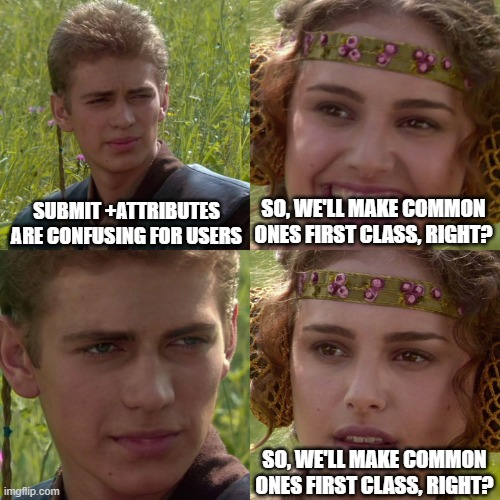 SUBMIT +ATTRIBUTES
ARE CONFUSING FOR USERS
SO, WE'LL MAKE COMMON
ONES FIRST CLASS, RIGHT?
SO, WE'LL MAKE COMMON
ONES FIRST CLASS, RIGHT?
imgflip.com